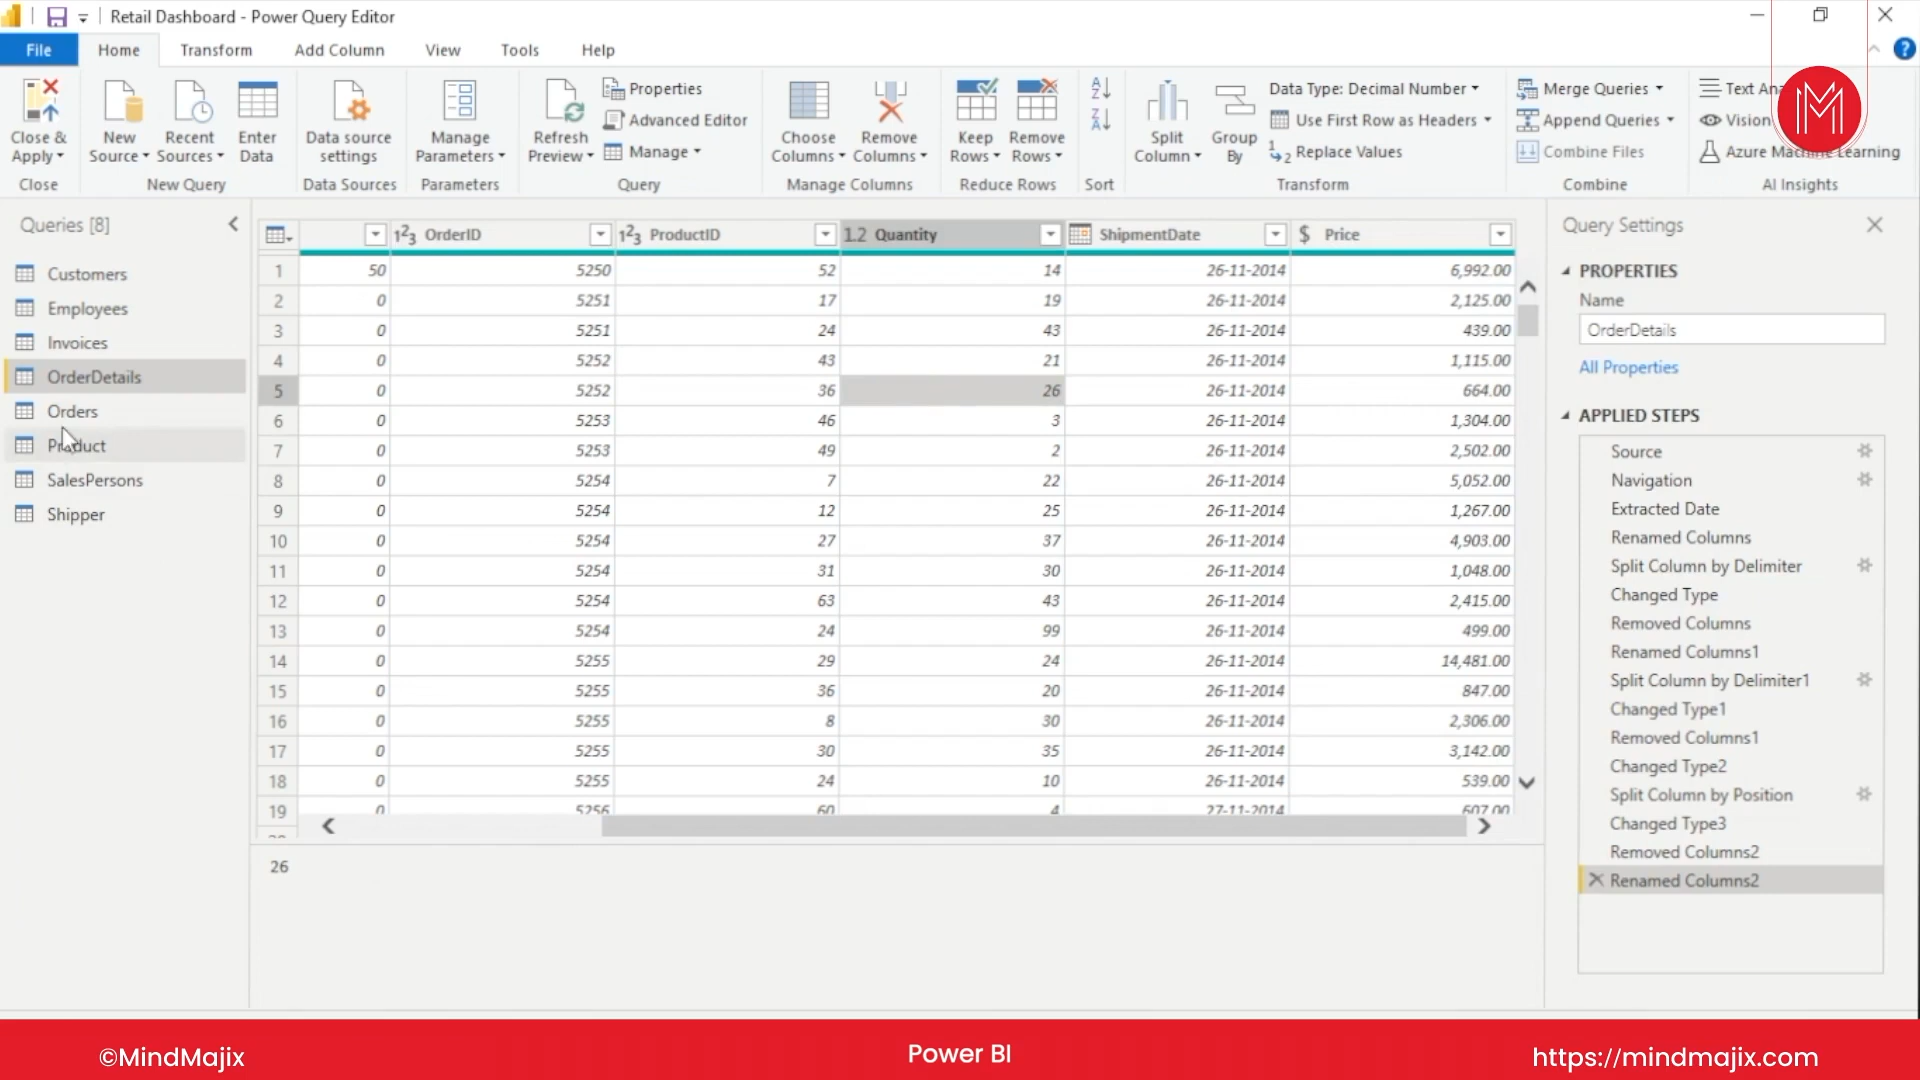 Retail Dashboard - Power Query Editor
File Home Transform Add Column View Tools Help
Close & Apply
Close
New Source
Recent Sources
Enter Data
New Query
Data source settings
Data Sources
Manage Parameters
Parameters
Refresh Preview
Properties
Advanced Editor
Manage
Query
Choose Columns
Remove Columns
Manage Columns
Keep Rows
Remove Rows
Reduce Rows
Sort
Split Column
Group By
Data Type: Decimal Number
Use First Row as Headers
Replace Values
Transform
Merge Queries
Append Queries
Combine Files
Combine
Text
Vision
Azure Machine Learning
AI Insights
Queries [8]
Customers
Employees
Invoices
OrderDetails
Orders
Product
SalesPersons
Shipper
OrderID ProductID 1.2 Quantity ShipmentDate $ Price
1 50 5250 52 14 26-11-2014 6,992.00
2 0 5251 17 19 26-11-2014 2,125.00
3 0 5251 24 43 26-11-2014 439.00
4 0 5252 43 21 26-11-2014 1,115.00
5 0 5252 36 26 26-11-2014 664.00
6 0 5253 46 3 26-11-2014 1,304.00
7 0 5253 49 2 26-11-2014 2,502.00
8 0 5254 7 22 26-11-2014 5,052.00
9 0 5254 12 25 26-11-2014 1,267.00
10 0 5254 27 37 26-11-2014 4,903.00
11 0 5254 31 30 26-11-2014 1,048.00
12 0 5254 63 43 26-11-2014 2,415.00
13 0 5254 24 99 26-11-2014 499.00
14 0 5255 29 24 26-11-2014 14,481.00
15 0 5255 36 20 26-11-2014 847.00
16 0 5255 8 30 26-11-2014 2,306.00
17 0 5255 30 35 26-11-2014 3,142.00
18 0 5255 24 10 26-11-2014 539.00
19 0 5256 60 4 27-11-2014 607.00
26
Query Settings
PROPERTIES
Name
OrderDetails
All Properties
APPLIED STEPS
Source
Navigation
Extracted Date
Renamed Columns
Split Column by Delimiter
Changed Type
Removed Columns
Renamed Columns1
Split Column by Delimiter1
Changed Type1
Removed Columns1
Changed Type2
Split Column by Position
Changed Type3
Removed Columns2
Renamed Columns2
©MindMajix
Power BI
https://mindmajix.com